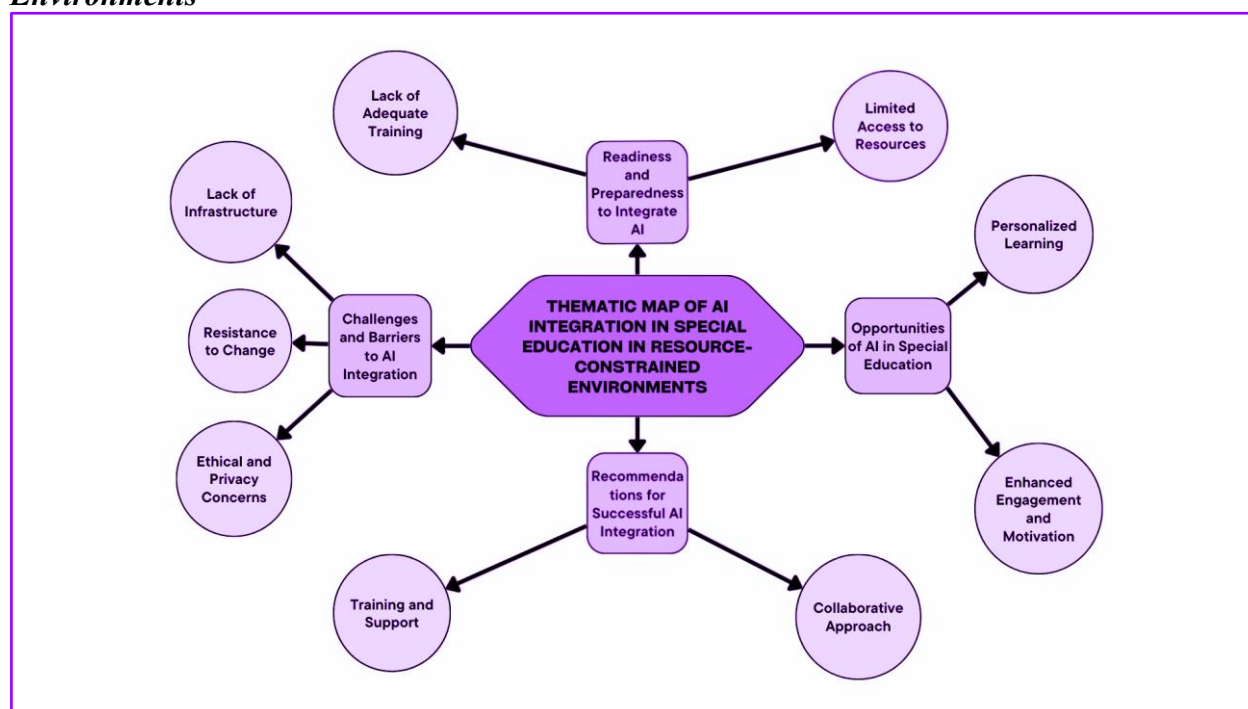 Environments
Lack of
Adequate
Training
Limited
Access to
Resources
Readiness
and
Preparedness
to Integrate
AI
Lack of
Infrastructure
Personalized
Learning
THEMATIC MAP OF AI
INTEGRATION IN SPECIAL
EDUCATION IN RESOURCE-
CONSTRAINED
ENVIRONMENTS
Resistance
to Change
Challenges
and Barriers
to AI
Integration
Opportunities
of AI in Special
Education
Ethical and
Privacy
Concerns
Recommenda
tions for
Successful AI
Integration
Enhanced
Engagement
and
Motivation
Training and
Support
Collaborative
Approach